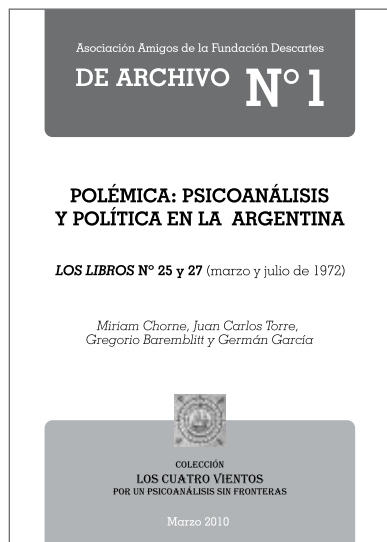 Asociación Amigos de la Fundación Descartes
DE ARCHIVO Nº 1
POLÉMICA: PSICOANÁLISIS
Y POLÍTICA EN LA ARGENTINA
LOS LIBROS Nº 25 y 27 (marzo y julio de 1972)
Miriam Chorne, Juan Carlos Torre,
Gregorio Baremblitt y Germán García
COLECCIÓN
LOS CUATRO VIENTOS
POR UN PSICOANÁLISIS SIN FRONTERAS
Marzo 2010